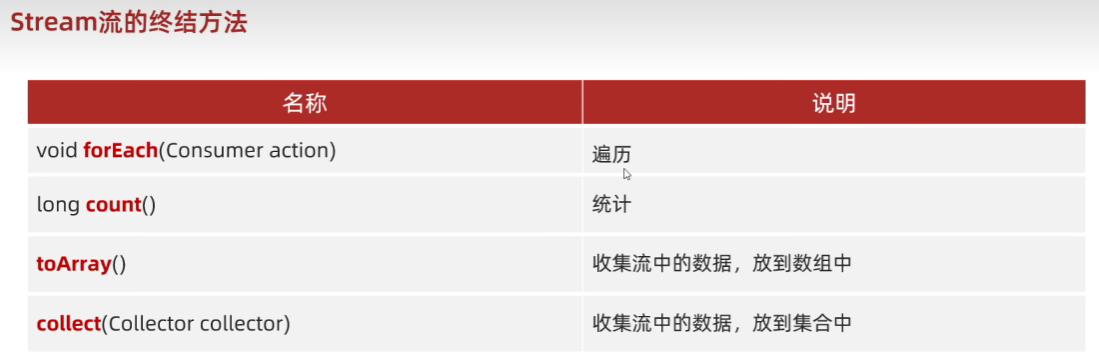 Stream流的终结方法
名称 说明
void forEach(Consumer action) 遍历
long count() 统计
toArray() 收集流中的数据，放到数组中
collect(Collector collector) 收集流中的数据，放到集合中